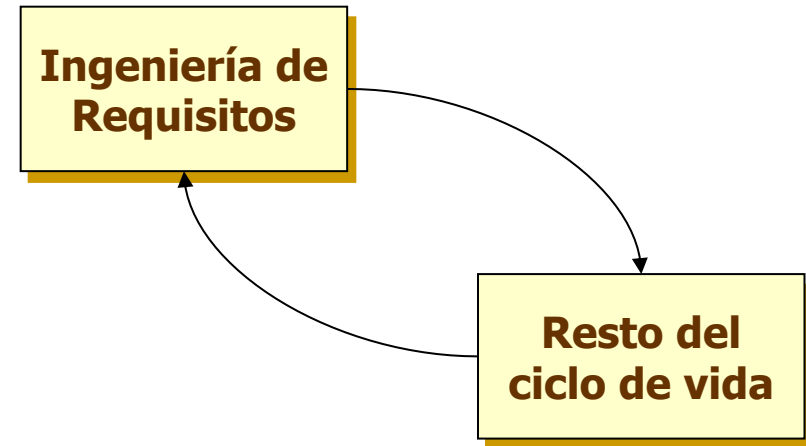 Ingeniería de
Requisitos
Resto del
ciclo de vida